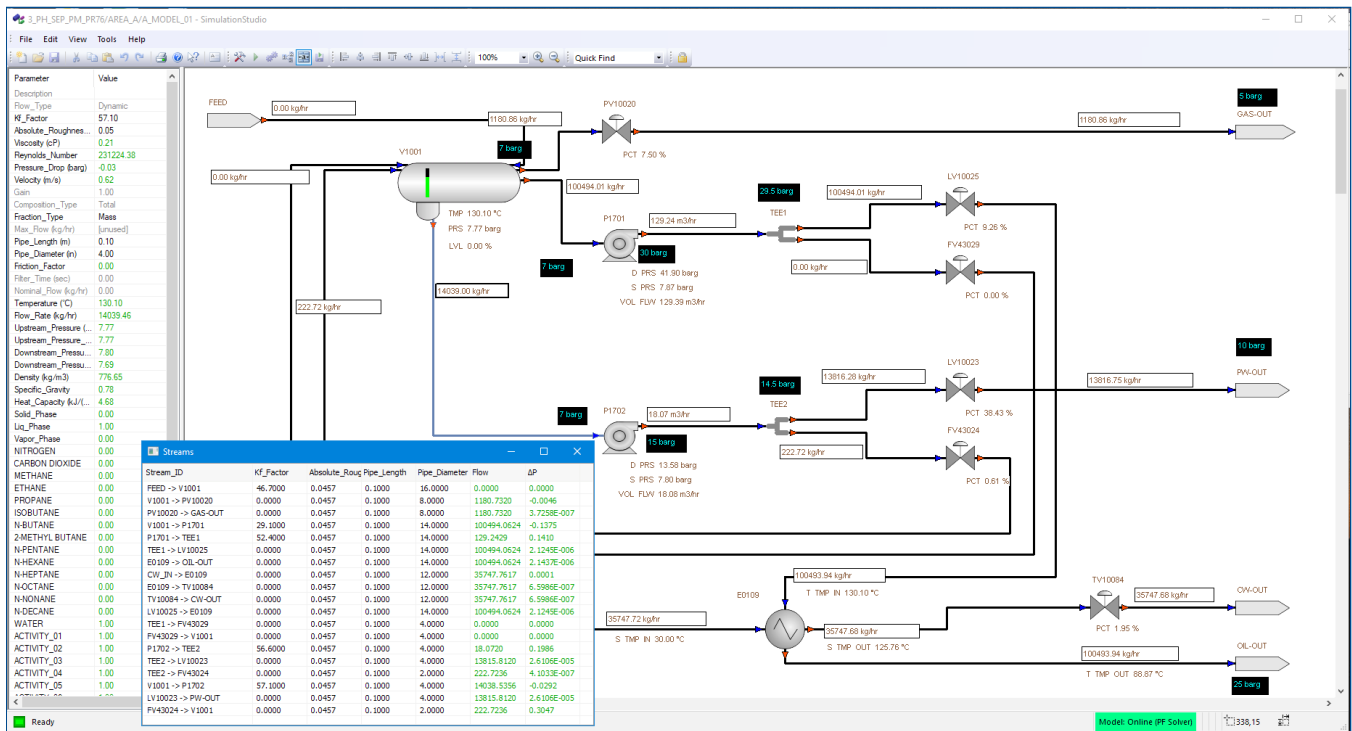 3_PH_SEP_PM_PR76/AREA_A/A_MODEL_01 - SimulationStudio
File Edit View Tools Help
100% Quick Find
Parameter Value
Description
Flow_Type Dynamic
Kf_Factor 57.10
Absolute_Roughnes... 0.05
Viscosity (cP) 0.21
Reynolds_Number 231224.38
Pressure_Drop (barg) -0.03
Velocity (m/s) 0.62
Gain 1.00
Composition_Type Total
Fraction_Type Mass
Max_Flow (kg/hr) [unused]
Pipe_Length (m) 0.10
Pipe_Diameter (in) 4.00
Friction_Factor 0.00
Filter_Time (sec) 0.00
Nominal_Flow (kg/hr) 0.00
Temperature (°C) 130.10
Flow_Rate (kg/hr) 14039.46
Upstream_Pressure (... 7.77
Upstream_Pressure_... 7.77
Downstream_Pressu... 7.80
Downstream_Pressu... 7.69
Density (kg/m3) 776.65
Specific_Gravity 0.78
Heat_Capacity (kJ/(... 4.68
Solid_Phase 0.00
Liq_Phase 1.00
Vapor_Phase 0.00
NITROGEN 0.00
CARBON DIOXIDE 0.00
METHANE 0.00
ETHANE 0.00
PROPANE 0.00
ISOBUTANE 0.00
N-BUTANE 0.00
2-METHYL BUTANE 0.00
N-PENTANE 0.00
N-HEXANE 0.00
N-HEPTANE 0.00
N-OCTANE 0.00
N-NONANE 0.00
N-DECANE 0.00
WATER 1.00
ACTIVITY_01 1.00
ACTIVITY_02 1.00
ACTIVITY_03 1.00
ACTIVITY_04 1.00
ACTIVITY_05 1.00
FEED
0.00 kg/hr
1180.86 kg/hr
PV10020
PCT 7.50 %
1180.86 kg/hr
5 barg
GAS-OUT
V1001
7 barg
0.00 kg/hr
TMP 130.10 °C
PRS 7.77 barg
LVL 0.00 %
100494.01 kg/hr
14039.00 kg/hr
222.72 kg/hr
7 barg
P1701
129.24 m3/hr
30 barg
D PRS 41.90 barg
S PRS 7.87 barg
VOL FLW 129.39 m3/hr
29.5 barg
TEE1
100494.01 kg/hr
0.00 kg/hr
LV10025
PCT 9.26 %
FV43029
PCT 0.00 %
7 barg
P1702
18.07 m3/hr
15 barg
D PRS 13.58 barg
S PRS 7.80 barg
VOL FLW 18.08 m3/hr
14.5 barg
TEE2
13816.28 kg/hr
222.72 kg/hr
LV10023
PCT 38.43 %
FV43024
PCT 0.61 %
13816.75 kg/hr
10 barg
PW-OUT
35747.72 kg/hr
S TMP IN 30.00 °C
E0109
100493.94 kg/hr
T TMP IN 130.10 °C
35747.68 kg/hr
S TMP OUT 125.76 °C
TV10084
PCT 1.95 %
35747.68 kg/hr
CW-OUT
100493.94 kg/hr
T TMP OUT 88.87 °C
OIL-OUT
25 barg
Streams
Stream_ID Kf_Factor Absolute_Roug Pipe_Length Pipe_Diameter Flow ΔP
FEED -> V1001 46.7000 0.0457 0.1000 16.0000 0.0000 0.0000
V1001 -> PV10020 0.0000 0.0457 0.1000 8.0000 1180.7320 -0.0046
PV10020 -> GAS-OUT 0.0000 0.0457 0.1000 8.0000 1180.7320 3.7258E-007
V1001 -> P1701 29.1000 0.0457 0.1000 14.0000 100494.0624 -0.1375
P1701 -> TEE1 52.4000 0.0457 0.1000 14.0000 129.2429 0.1410
TEE1 -> LV10025 0.0000 0.0457 0.1000 14.0000 100494.0624 2.1245E-006
E0109 -> OIL-OUT 0.0000 0.0457 0.1000 14.0000 100494.0624 2.1437E-006
CW_IN -> E0109 0.0000 0.0457 0.1000 12.0000 35747.7617 0.0001
E0109 -> TV10084 0.0000 0.0457 0.1000 12.0000 35747.7617 6.5986E-007
TV10084 -> CW-OUT 0.0000 0.0457 0.1000 12.0000 35747.7617 6.5986E-007
LV10025 -> E0109 0.0000 0.0457 0.1000 14.0000 100494.0624 2.1245E-006
TEE1 -> FV43029 0.0000 0.0457 0.1000 4.0000 0.0000 0.0000
FV43029 -> V1001 0.0000 0.0457 0.1000 4.0000 0.0000 0.0000
P1702 -> TEE2 56.6000 0.0457 0.1000 4.0000 18.0720 0.1986
TEE2 -> LV10023 0.0000 0.0457 0.1000 4.0000 13815.8120 2.6106E-005
TEE2 -> FV43024 0.0000 0.0457 0.1000 2.0000 222.7236 4.1033E-007
V1001 -> P1702 57.1000 0.0457 0.1000 4.0000 14038.5356 -0.0292
LV10023 -> PW-OUT 0.0000 0.0457 0.1000 4.0000 13815.8120 2.6106E-005
FV43024 -> V1001 0.0000 0.0457 0.1000 2.0000 222.7236 0.3047
Ready
Model: Online (PF Solver)
338,15